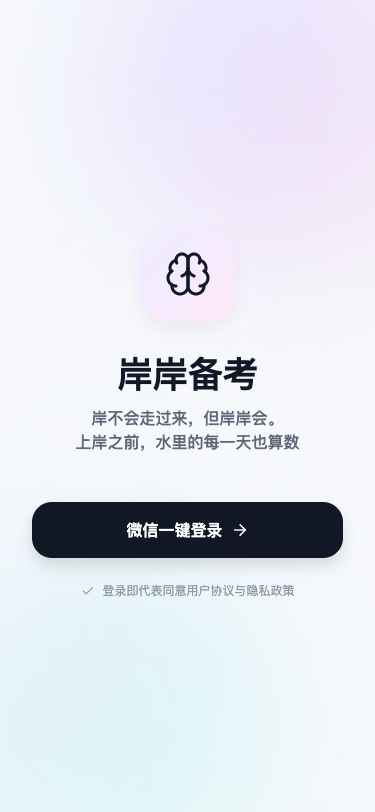 岸岸备考
岸不会走过来，但岸岸会。
上岸之前，水里的每一天也算数
微信一键登录
登录即代表同意用户协议与隐私政策